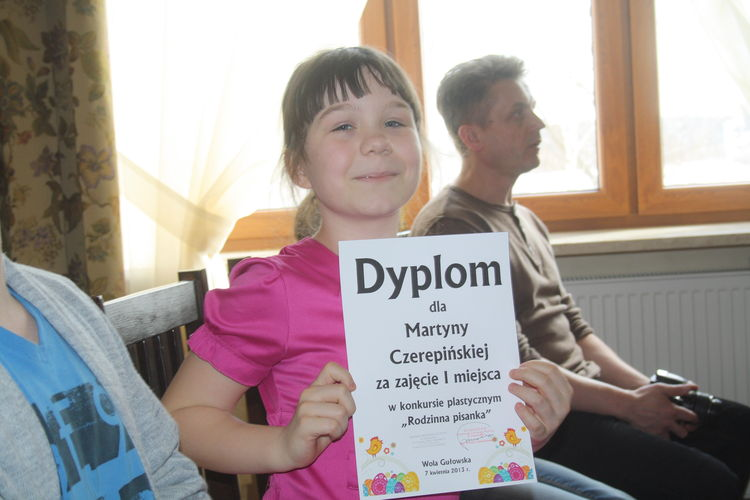 Dyplom
dla
Martyny
Czerepińskiej
za zajęcie I miejsca
w konkursie plastycznym
„Rodzinna pisanka"
Wola Gułowska
7 kwietnia 2013 r.